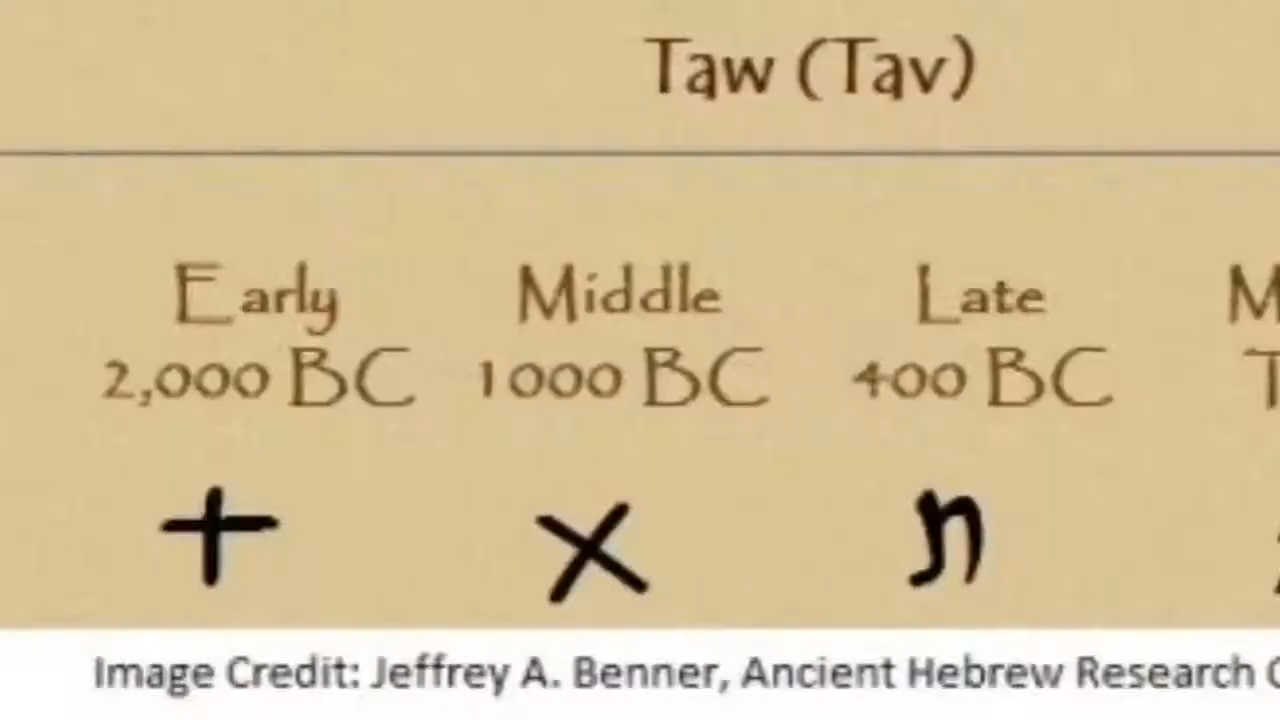 Taw (Tav)
Early Middle Late
2,000 BC 1000 BC 400 BC
+ × ת
Image Credit: Jeffrey A. Benner, Ancient Hebrew Research